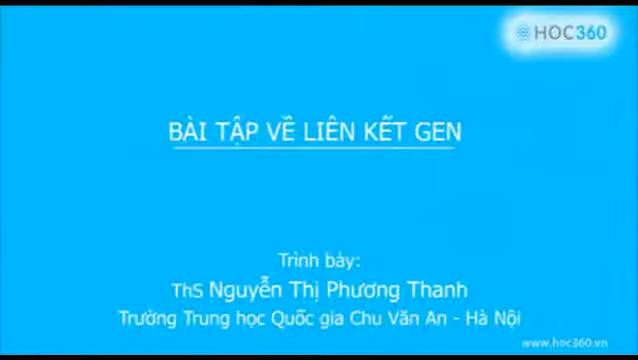 HOC360
BÀI TẬP VỀ LIÊN KẾT GEN
Trình bày:
ThS Nguyễn Thị Phương Thanh
Trường Trung học Quốc gia Chu Văn An - Hà Nội
www.hoc360.vn